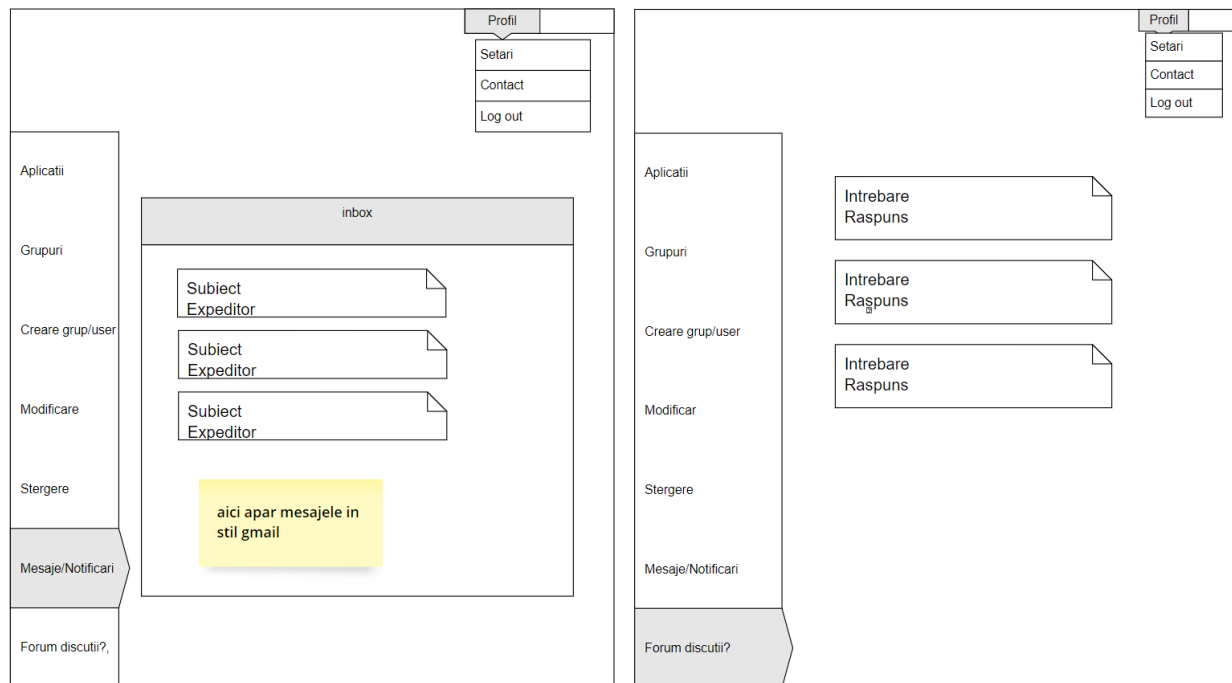 Profil
Setari
Contact
Log out
Aplicatii
Grupuri
Creare grup/user
Modificare
Stergere
Mesaje/Notificari
Forum discutii?,
inbox
Subiect
Expeditor
Subiect
Expeditor
Subiect
Expeditor
aici apar mesajele in
stil gmail
Profil
Setari
Contact
Log out
Aplicatii
Grupuri
Creare grup/user
Modificar
Stergere
Mesaje/Notificari
Forum discutii?
Intrebare
Raspuns
Intrebare
Raspuns
Intrebare
Raspuns